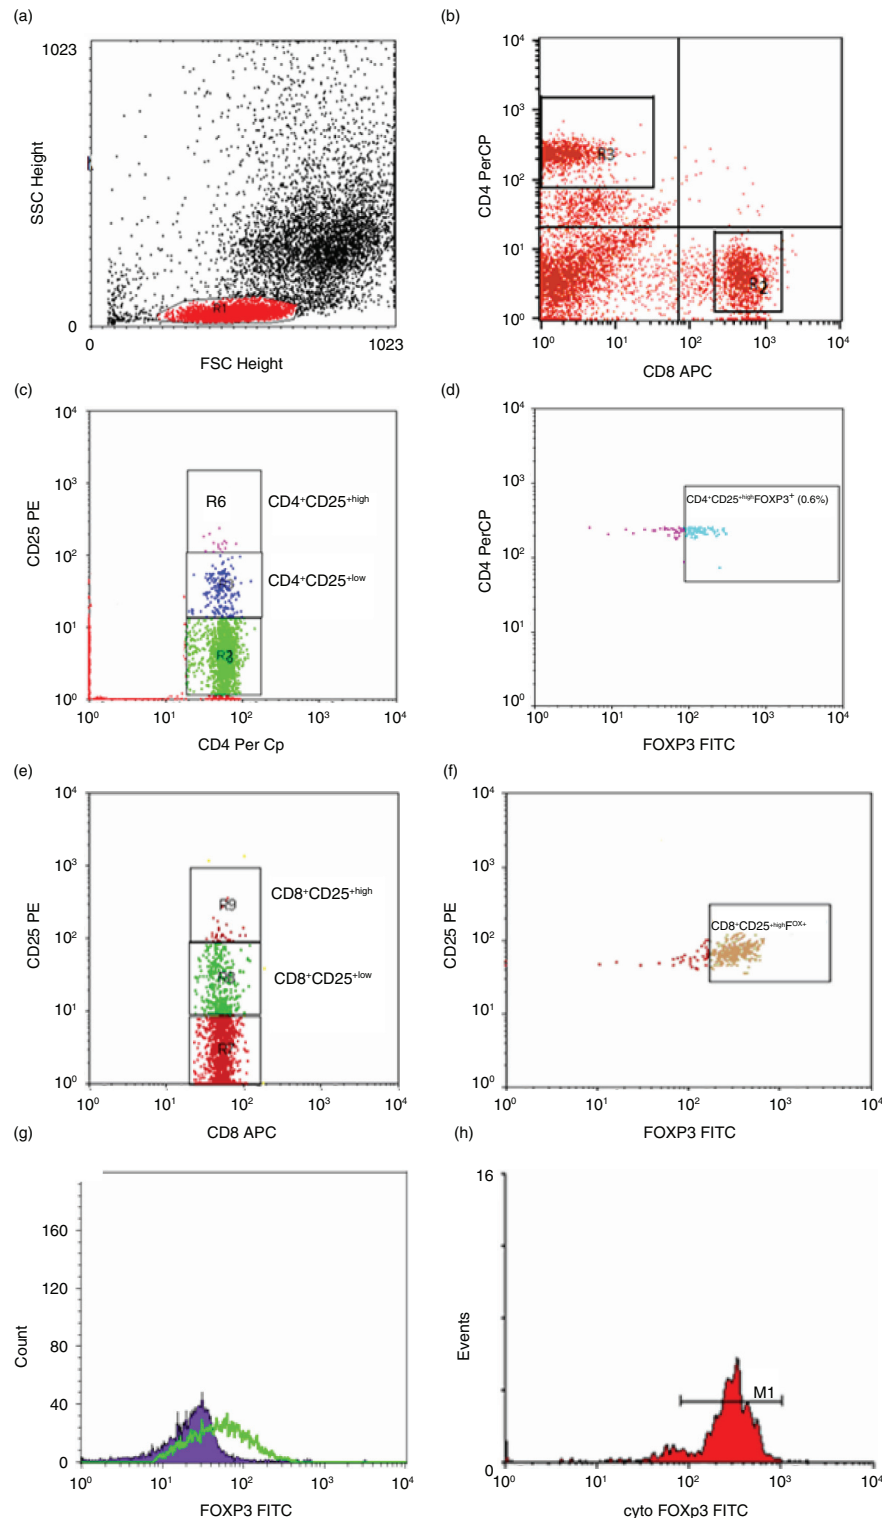 (a)
1023
SSC Height
R1
0
0
1023
FSC Height
(b)
10⁴
10³
10²
10¹
10⁰
CD4 PerCP
R3
R2
10⁰ 10¹ 10² 10³ 10⁴
CD8 APC
(c)
10⁴
10³
10²
10¹
10⁰
CD25 PE
R6
CD4⁺CD25⁺ʰⁱᵍʰ
CD4⁺CD25⁺ˡᵒʷ
10⁰ 10¹ 10² 10³ 10⁴
CD4 Per Cp
(d)
10⁴
10³
10²
10¹
10⁰
CD4 PerCP
CD4⁺CD25⁺ʰⁱᵍʰFOXP3⁺ (0.6%)
10⁰ 10¹ 10² 10³ 10⁴
FOXP3 FITC
(e)
10⁴
10³
10²
10¹
10⁰
CD25 PE
R9
CD8⁺CD25⁺ʰⁱᵍʰ
R8
CD8⁺CD25⁺ˡᵒʷ
R7
10⁰ 10¹ 10² 10³ 10⁴
CD8 APC
(f)
10⁴
10³
10²
10¹
10⁰
CD25 PE
CD8⁺CD25⁺ʰⁱᵍʰFᴼˣ⁺
10⁰ 10¹ 10² 10³ 10⁴
FOXP3 FITC
(g)
160
120
80
40
0
Count
10⁰ 10¹ 10² 10³ 10⁴
FOXP3 FITC
(h)
16
Events
0
M1
10⁰ 10¹ 10² 10³ 10⁴
cyto FOXp3 FITC